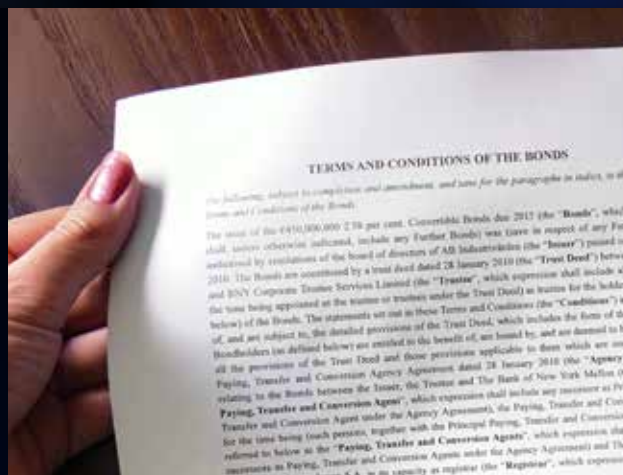 TERMS AND CONDITIONS OF THE BONDS
The following, subject to completion and amendment, and save for the paragraphs in italics, is the
Terms and Conditions of the Bonds.
The issue of the €450,000,000 2.50 per cent. Convertible Bonds due 2015 (the "Bonds", which
shall, unless otherwise indicated, include any Further Bonds) was (save in respect of any Fur
authorised by resolutions of the board of directors of AB Industrivärden (the "Issuer") passed
2010. The Bonds are constituted by a trust deed dated 28 January 2010 (the "Trust Deed") betw
and BNY Corporate Trustee Services Limited (the "Trustee", which expression shall include
the time being appointed as the trustee or trustees under the Trust Deed) as trustee for the holder
below) of the Bonds. The statements set out in these Terms and Conditions (the "Conditions")
of, and are subject to, the detailed provisions of the Trust Deed, which includes the form of the
Bondholders (as defined below) are entitled to the benefit of, are bound by, and are deemed to h
all the provisions of the Trust Deed and those provisions applicable to them which are
Paying, Transfer and Conversion Agency Agreement dated 28 January 2010 (the "Agency
relating to the Bonds between the Issuer, the Trustee and The Bank of New York Mellon
Paying, Transfer and Conversion Agent", which expression shall include any successor as Pri
Transfer and Conversion Agent under the Agency Agreement), the Paying, Transfer and Con
for the time being (such persons, together with the Principal Paying, Transfer and Conversion
referred to below as the "Paying, Transfer and Conversion Agents", which expression sha
successors as Paying, Transfer and Conversion Agents under the Agency Agreement) and Th
in its capacity as registrar (the "Registrar", which expression